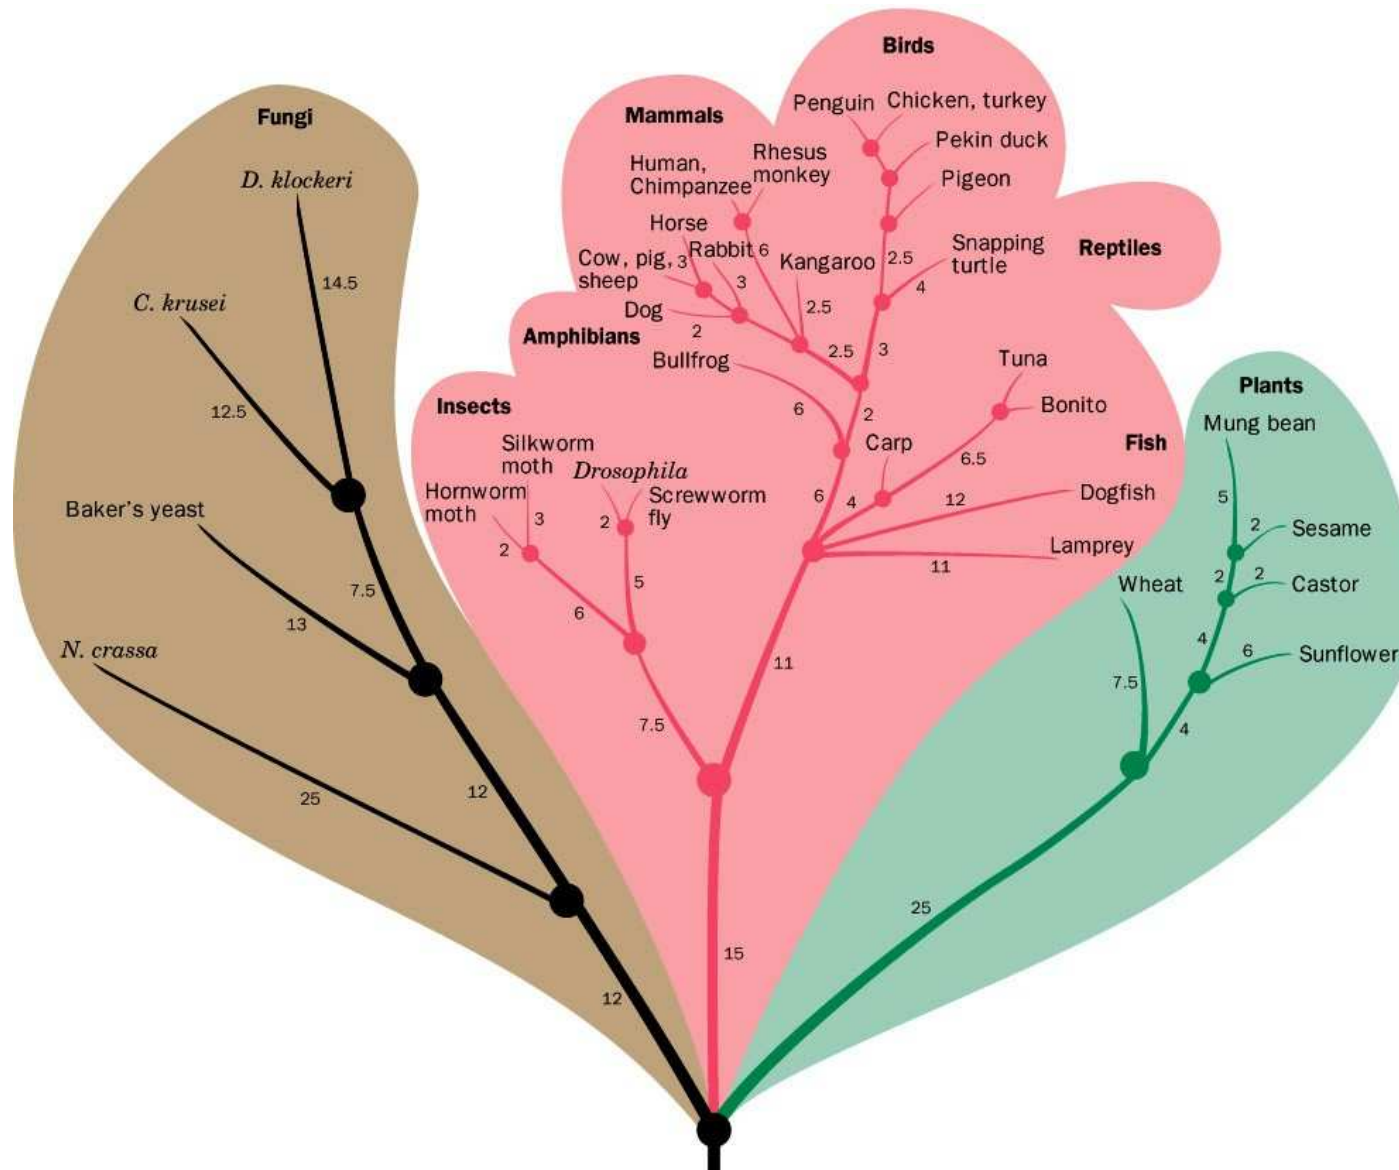 Birds
Penguin
Chicken, turkey
Pekin duck
Pigeon
2.5
Mammals
Human,
Chimpanzee
Rhesus
monkey
6
Horse
3
Rabbit
3
Cow, pig,
sheep
Dog
2
Kangaroo
2.5
2.5
Snapping
turtle
4
3
Reptiles
Amphibians
Bullfrog
6
2
Tuna
Bonito
Carp
6.5
4
6
Fish
12
Dogfish
Lamprey
11
11
Insects
Silkworm
moth
Drosophila
Hornworm
moth
3
2
2
Screwworm
fly
5
6
7.5
15
Fungi
D. klockeri
14.5
C. krusei
12.5
Baker's yeast
7.5
13
N. crassa
12
25
12
Plants
Mung bean
5
2
Sesame
2
2
Castor
Wheat
4
6
Sunflower
7.5
4
25